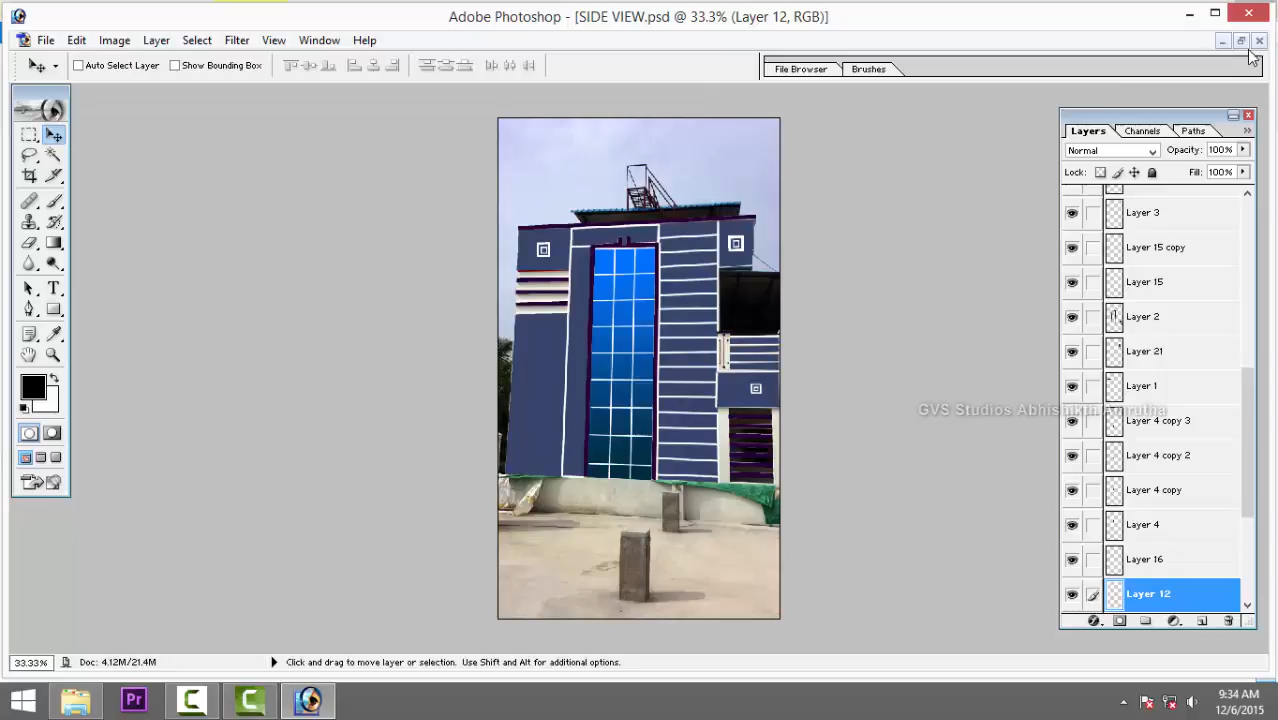 Adobe Photoshop - [SIDE VIEW.psd @ 33.3% (Layer 12, RGB)]
File Edit Image Layer Select Filter View Window Help
Auto Select Layer Show Bounding Box
File Browser Brushes
Layers Channels Paths
Normal Opacity: 100%
Lock: Fill: 100%
Layer 3
Layer 15 copy
Layer 15
Layer 2
Layer 21
Layer 1
GVS Studios Abhishikth Amrutha
Layer 4 copy 3
Layer 4 copy 2
Layer 4 copy
Layer 4
Layer 16
Layer 12
33.33% Doc: 4.12M/21.4M Click and drag to move layer or selection. Use Shift and Alt for additional options.
Pr
9:34 AM
12/6/2015